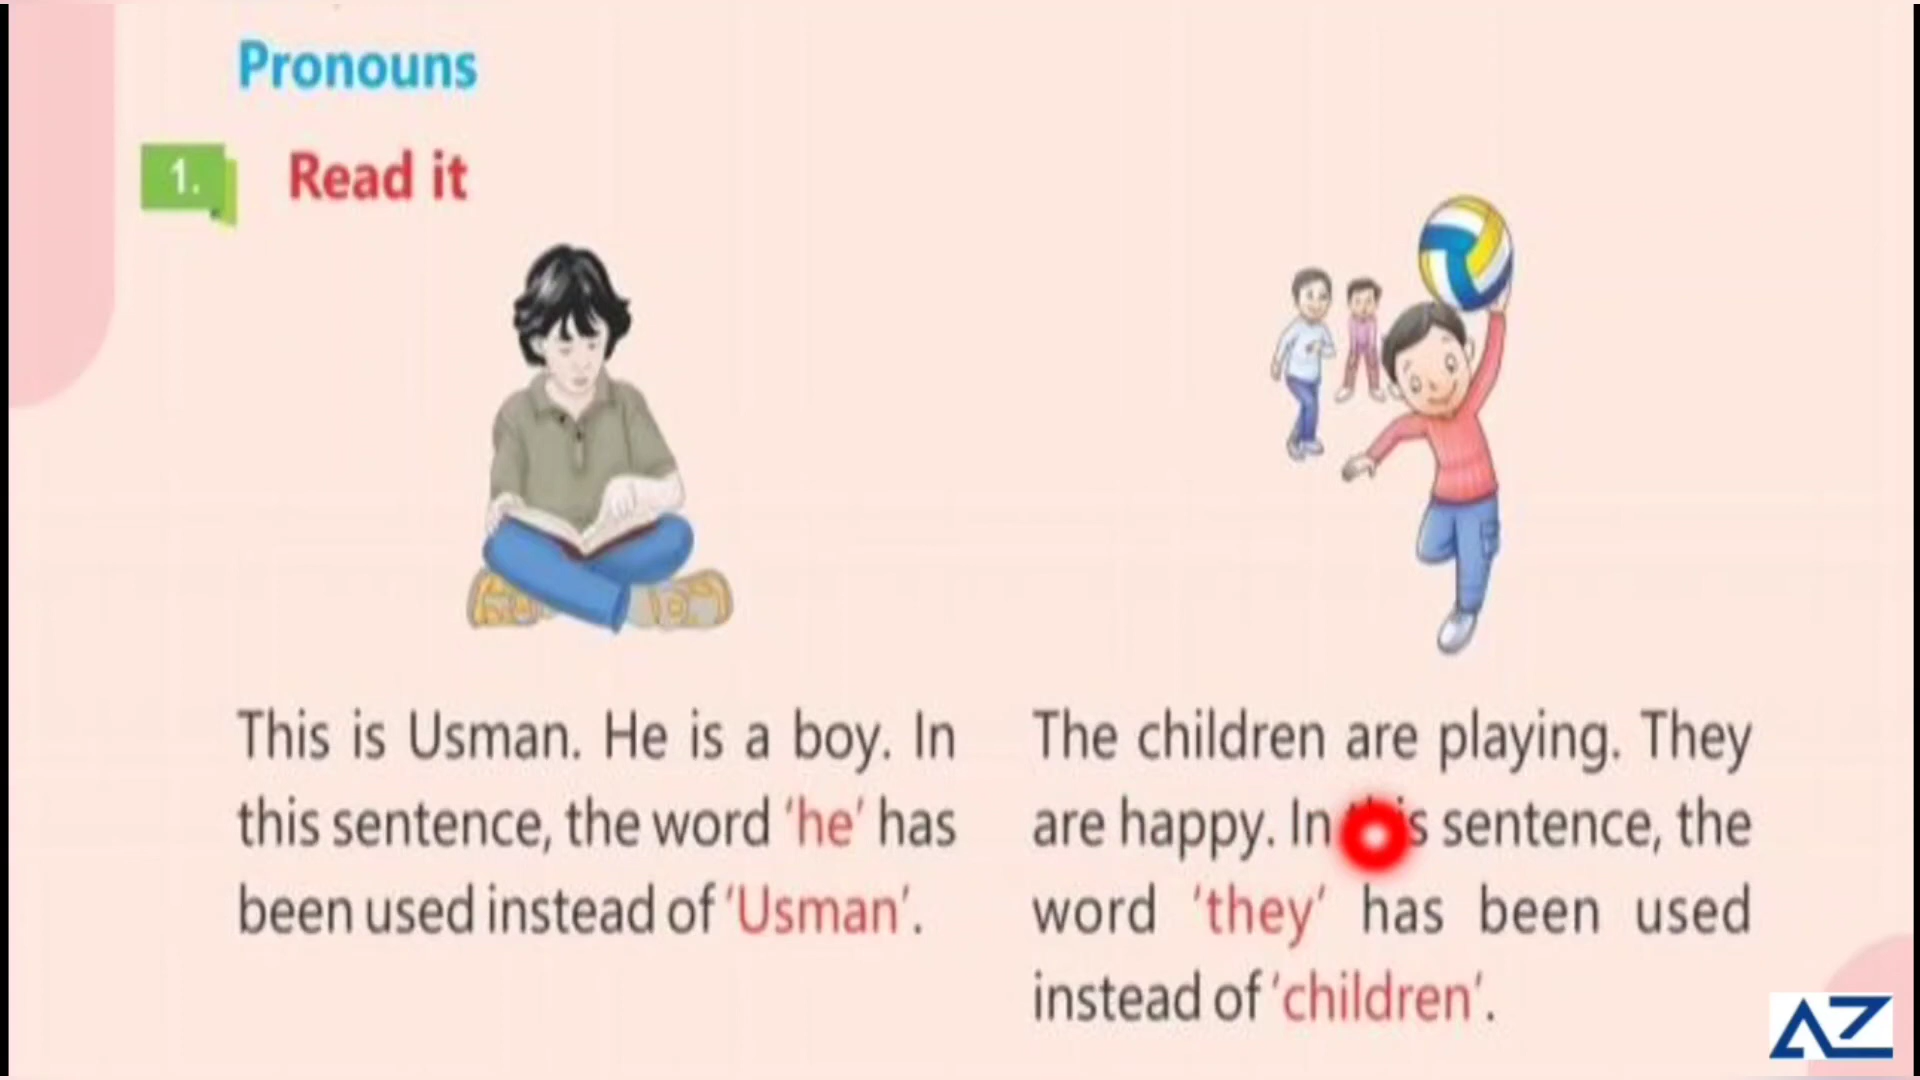 Pronouns
1. Read it
This is Usman. He is a boy. In
this sentence, the word ‘he’ has
been used instead of ‘Usman’.
The children are playing. They
are happy. In sentence, the
word ‘they’ has been used
instead of ‘children’.
AZ